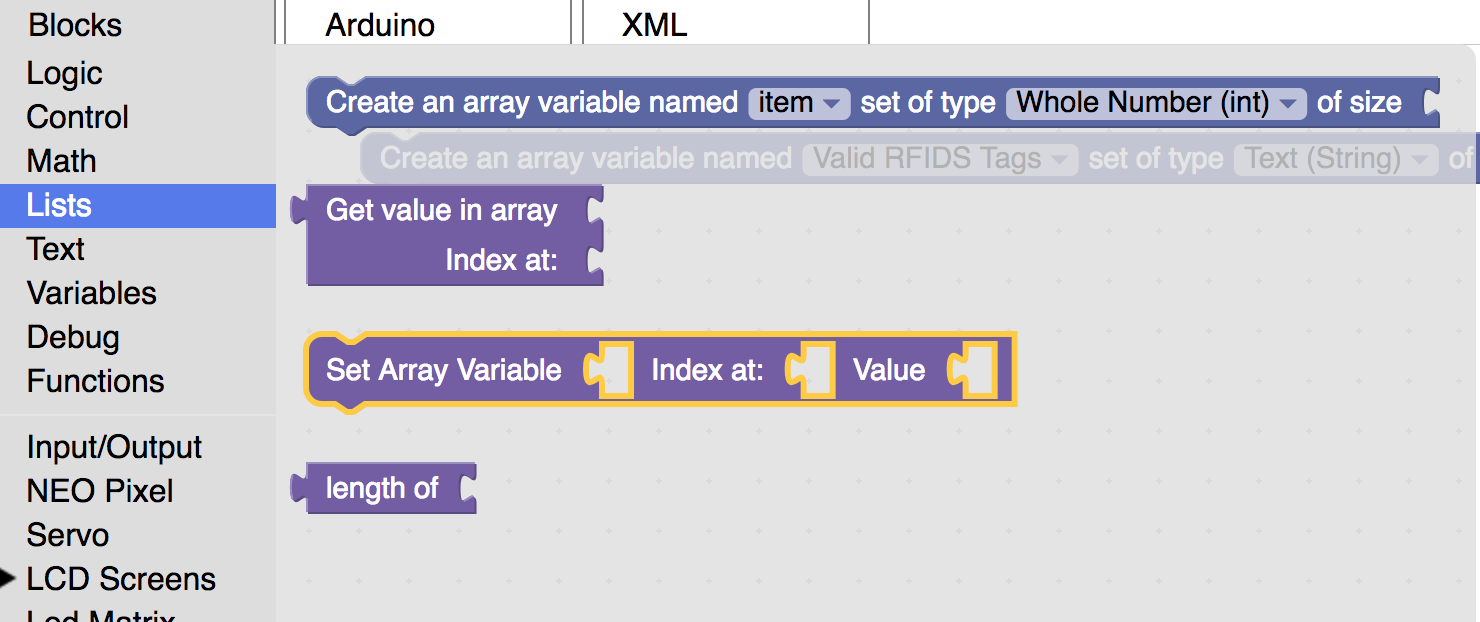 Blocks
Arduino
XML
Logic
Control
Math
Lists
Text
Variables
Debug
Functions
Input/Output
NEO Pixel
Servo
LCD Screens
Led Matrix
Create an array variable named item set of type Whole Number (int) of size
Create an array variable named Valid RFIDS Tags set of type Text (String) of
Get value in array
Index at:
Set Array Variable Index at: Value
length of